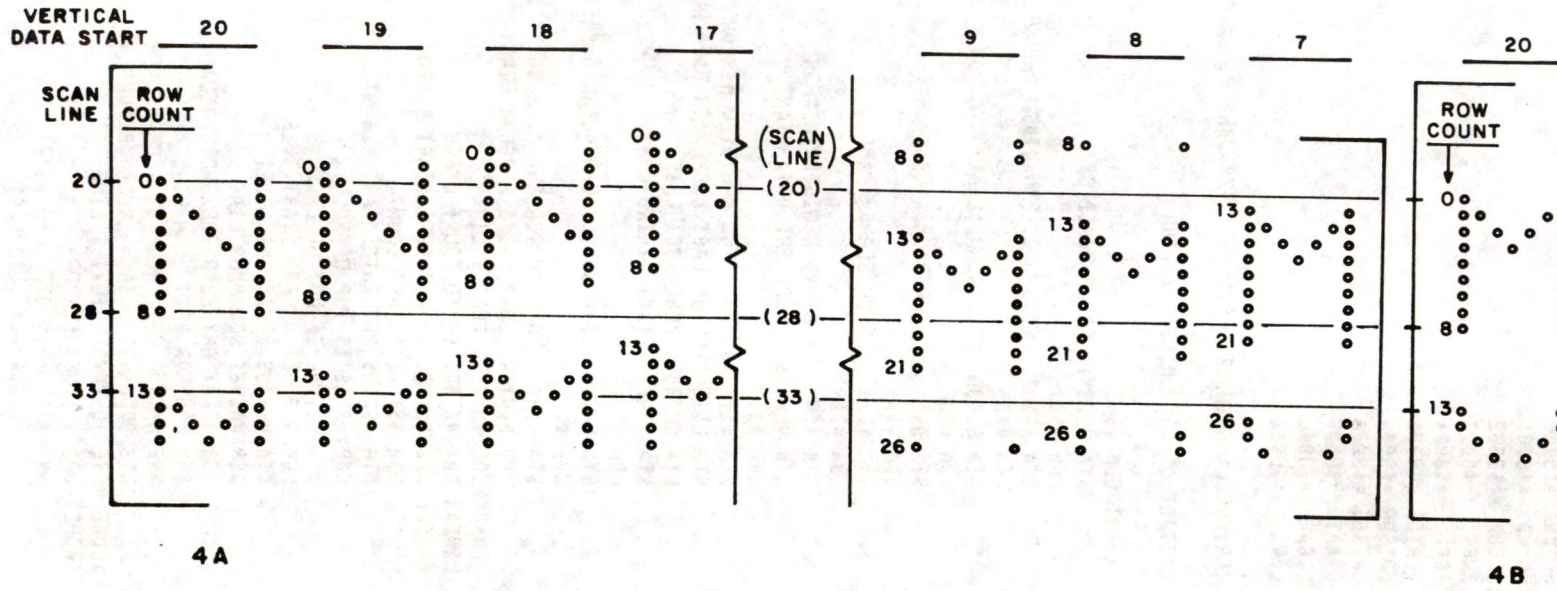 VERTICAL
DATA START
20 19 18 17 9 8 7 20
SCAN
LINE
ROW
COUNT
(SCAN
LINE)
ROW
COUNT
0 0 0 0 8 8
20 0 (20) 0
8 8 8 13 13 13
28 8 (28) 8
13 13 13 21 21 21
33 13 (33) 13
26 26 26
4A
4B